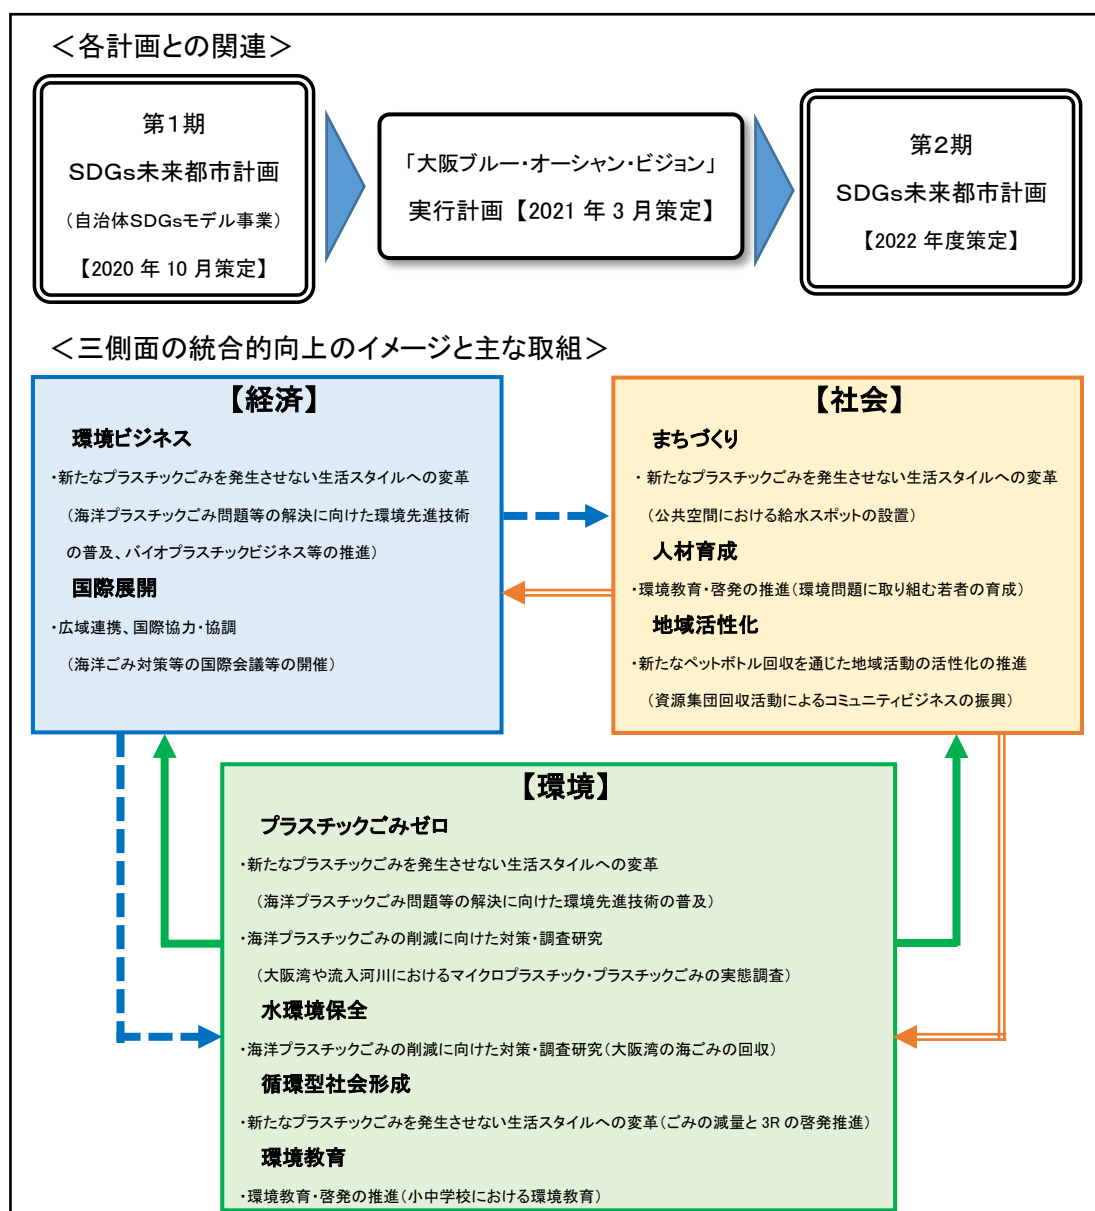 ＜各計画との関連＞
第１期
SDGs未来都市計画
（自治体SDGsモデル事業）
【2020 年 10 月策定】
「大阪ブルー・オーシャン・ビジョン」
実行計画【2021 年 3 月策定】
第２期
SDGs未来都市計画
【2022 年度策定】
＜三側面の統合的向上のイメージと主な取組＞
【経済】
環境ビジネス
・新たなプラスチックごみを発生させない生活スタイルへの変革
（海洋プラスチックごみ問題等の解決に向けた環境先進技術
の普及、バイオプラスチックビジネス等の推進）
国際展開
・広域連携、国際協力・協調
（海洋ごみ対策等の国際会議等の開催）
【社会】
まちづくり
・新たなプラスチックごみを発生させない生活スタイルへの変革
（公共空間における給水スポットの設置）
人材育成
・環境教育・啓発の推進（環境問題に取り組む若者の育成）
地域活性化
・新たなペットボトル回収を通じた地域活動の活性化の推進
（資源集団回収活動によるコミュニティビジネスの振興）
【環境】
プラスチックごみゼロ
・新たなプラスチックごみを発生させない生活スタイルへの変革
（海洋プラスチックごみ問題等の解決に向けた環境先進技術の普及）
・海洋プラスチックごみの削減に向けた対策・調査研究
（大阪湾や流入河川におけるマイクロプラスチック・プラスチックごみの実態調査）
水環境保全
・海洋プラスチックごみの削減に向けた対策・調査研究（大阪湾の海ごみの回収）
循環型社会形成
・新たなプラスチックごみを発生させない生活スタイルへの変革（ごみの減量と 3R の啓発推進）
環境教育
・環境教育・啓発の推進（小中学校における環境教育）